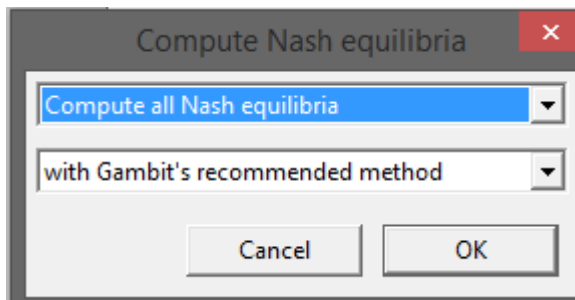 Compute Nash equilibria
Compute all Nash equilibria
with Gambit's recommended method
Cancel OK